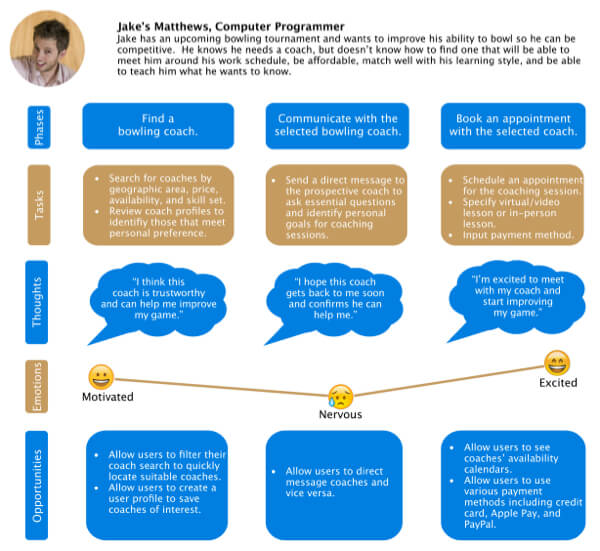 Jake's Matthews, Computer Programmer
Jake has an upcoming bowling tournament and wants to improve his ability to bowl so he can be
competitive. He knows he needs a coach, but doesn't know how to find one that will be able to
meet him around his work schedule, be affordable, match well with his learning style, and be able
to teach him what he wants to know.
Phases
Find a
bowling coach.
Communicate with the
selected bowling coach.
Book an appointment
with the selected coach.
Tasks
• Search for coaches by
geographic area, price,
availability, and skill set.
• Review coach profiles to
identifiy those that meet
personal preference.
• Send a direct message to
the prospective coach to
ask essential questions
and identify personal
goals for coaching
sessions.
• Schedule an appointment
for the coaching session.
• Specify virtual/video
lesson or in-person
lesson.
• Input payment method.
Thoughts
"I think this
coach is trustworthy
and can help me improve
my game."
"I hope this coach
gets back to me soon
and confirms he can
help me."
"I'm excited to meet
with my coach and
start improving
my game."
Emotions
Motivated
Nervous
Excited
Opportunities
• Allow users to filter their
coach search to quickly
locate suitable coaches.
• Allow users to create a
user profile to save
coaches of interest.
• Allow users to direct
message coaches and
vice versa.
• Allow users to see
coaches' availability
calendars.
• Allow users to use
various payment
methods including credit
card, Apple Pay, and
PayPal.